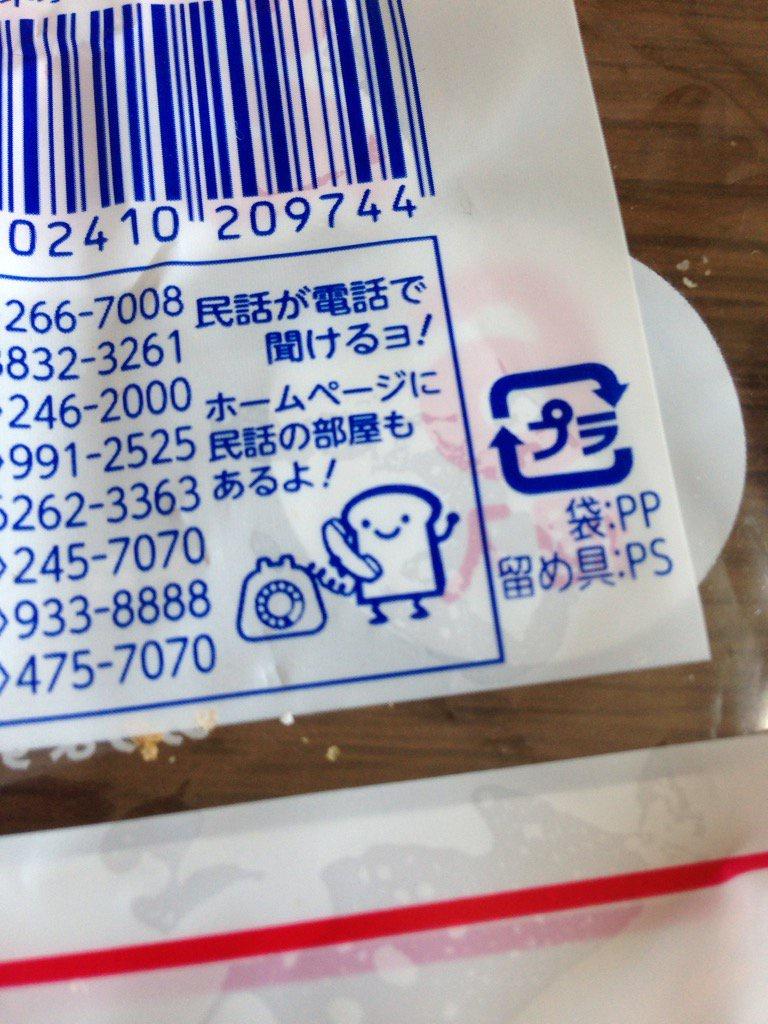 02410 209744
266-7008
832-3261
246-2000
991-2525
6262-3363
245-7070
933-8888
475-7070
民話が電話で
聞けるヨ!
ホームページに
民話の部屋も
あるよ!
プラ
袋:PP
留め具:PS